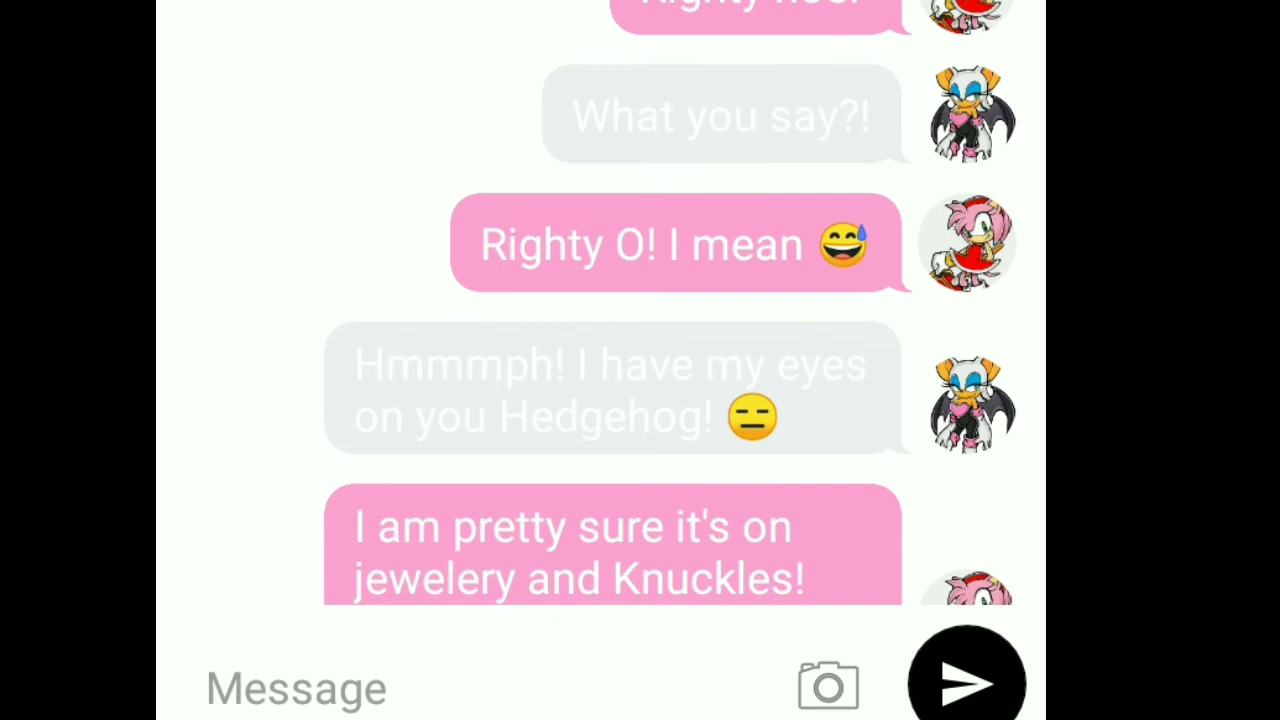 What you say?!
Righty O! I mean 😅
Hmmmph! I have my eyes
on you Hedgehog! 😑
I am pretty sure it's on
jewelery and Knuckles!
Message